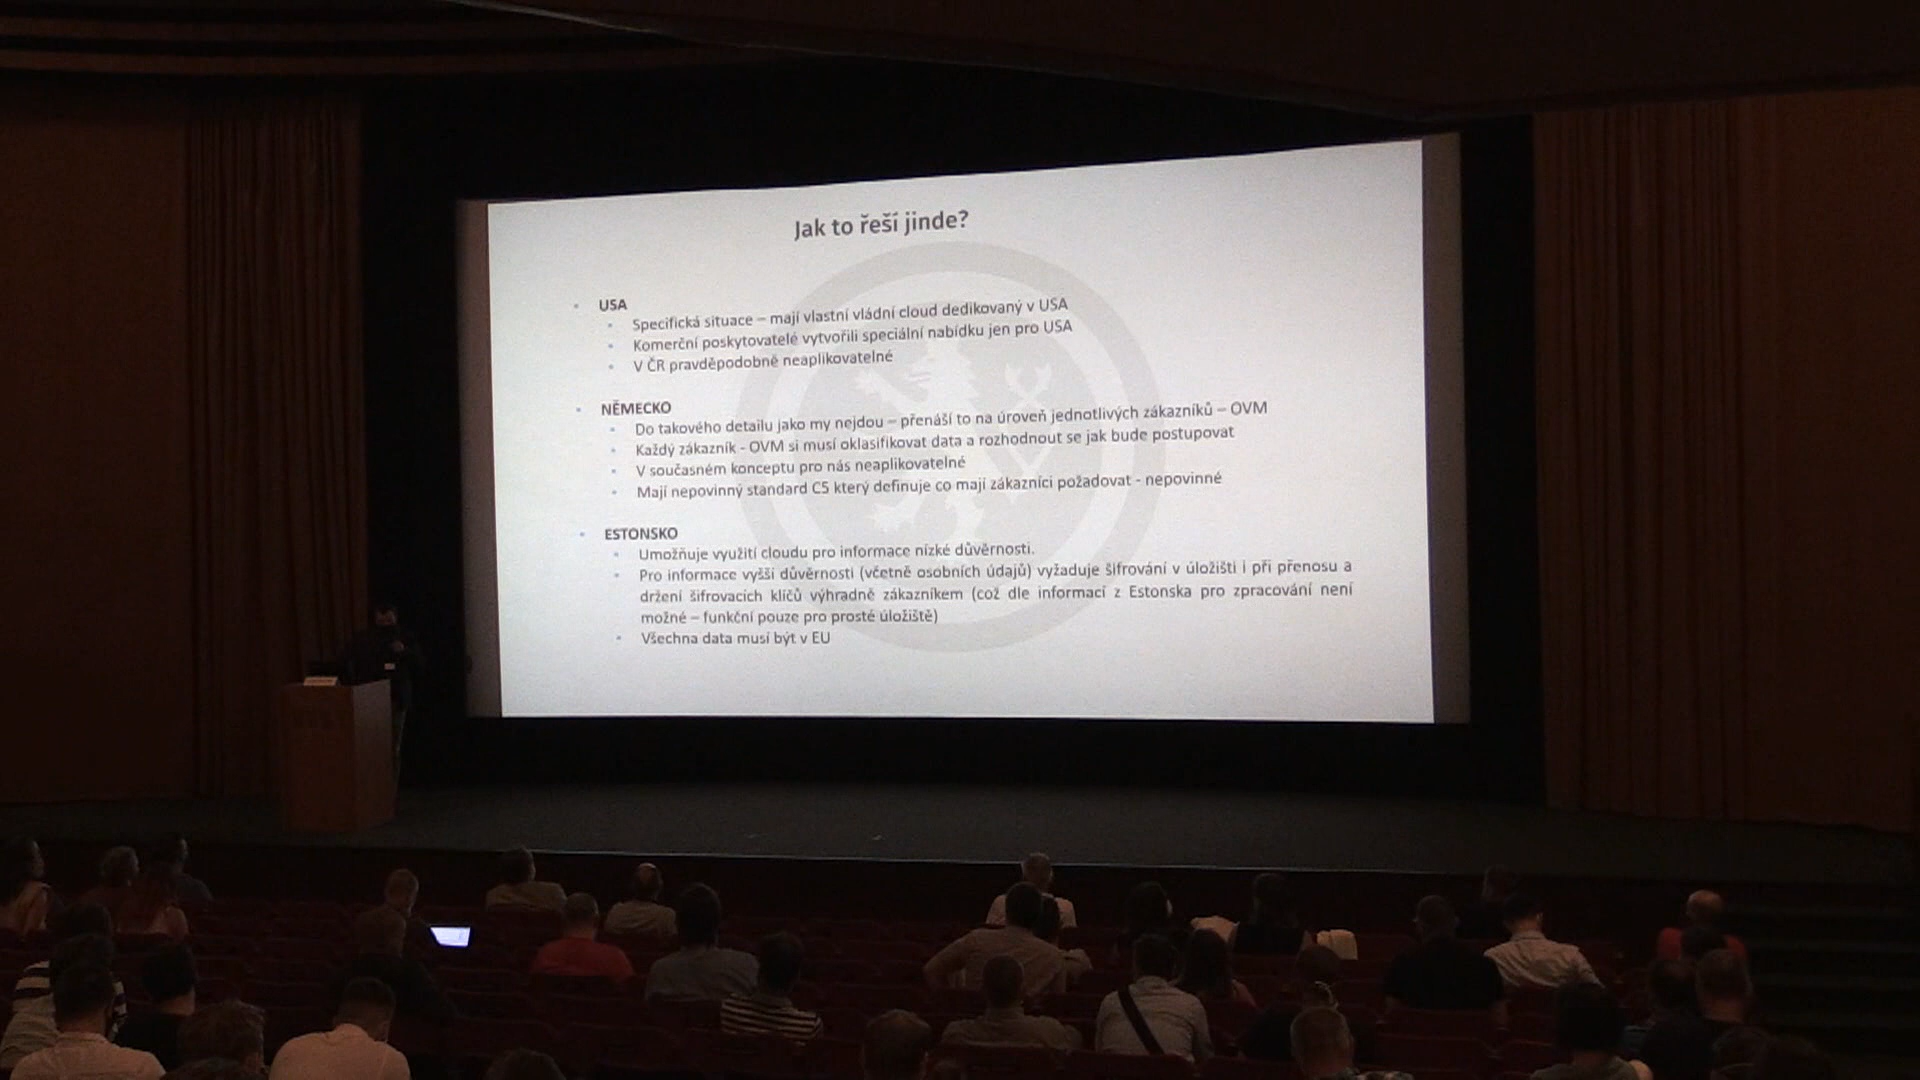 Jak to řeší jinde?
USA
Specifická situace – mají vlastní vládní cloud dedikovaný v USA
Komerční poskytovatelé vytvořili speciální nabídku jen pro USA
V ČR pravděpodobně neaplikovatelné
NĚMECKO
Do takového detailu jako my nejdou – přenáší to na úroveň jednotlivých zákazníků – OVM
Každý zákazník - OVM si musí oklasifikovat data a rozhodnout se jak bude postupovat
V současném konceptu pro nás neaplikovatelné
Mají nepovinný standard C5 který definuje co mají zákazníci požadovat - nepovinné
ESTONSKO
Umožňuje využití cloudu pro informace nízké důvěrnosti.
Pro informace vyšší důvěrnosti (včetně osobních údajů) vyžaduje šifrování v úložišti i při přenosu a
držení šifrovacích klíčů výhradně zákazníkem (což dle informací z Estonska pro zpracování není
možné – funkční pouze pro prosté úložiště)
Všechna data musí být v EU